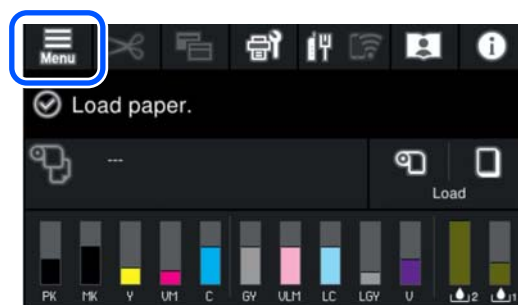 Menu
Load paper.
---
Load
PK MK Y VM C GY VLM LC LGY V 2 1